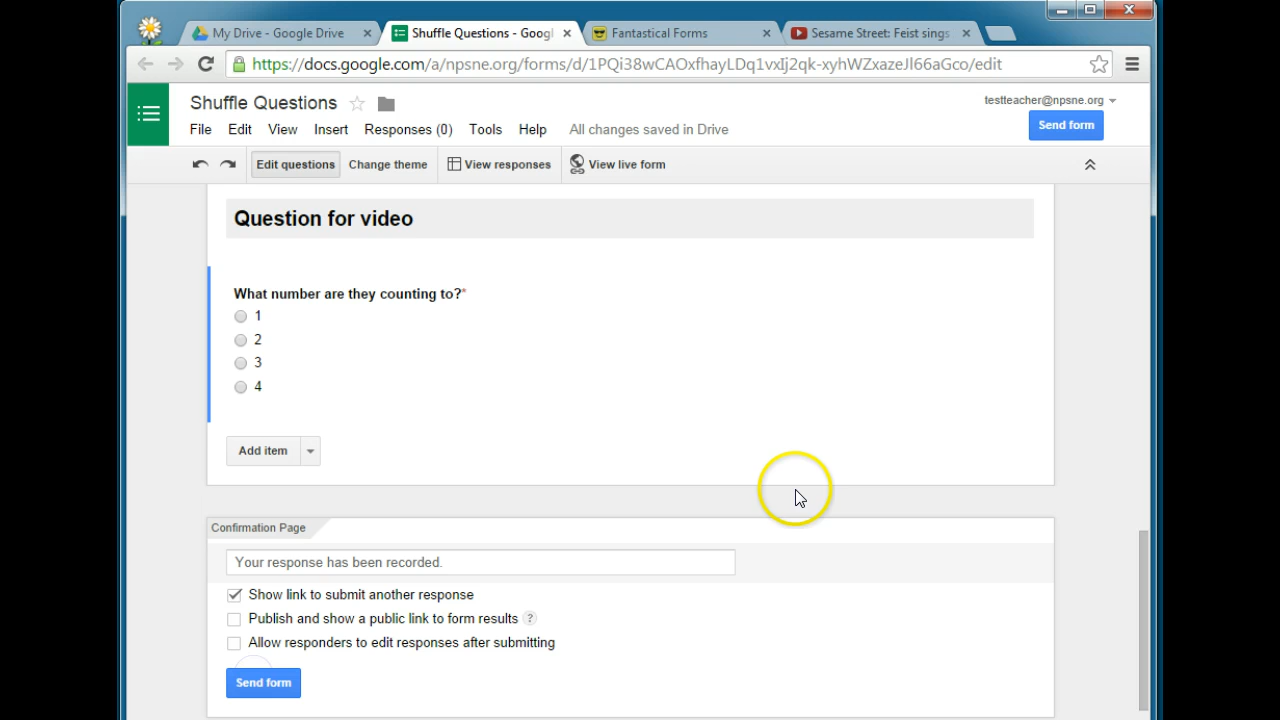 My Drive - Google Drive
Shuffle Questions - Googl
Fantastical Forms
Sesame Street: Feist sings
https://docs.google.com/a/npsne.org/forms/d/1PQi38wCAOxfhayLDq1vxIj2qk-xyhWZxazeJl66aGco/edit
Shuffle Questions
testteacher@npsne.org
File Edit View Insert Responses (0) Tools Help All changes saved in Drive
Send form
Edit questions Change theme View responses View live form
Question for video
What number are they counting to?*
1
2
3
4
Add item
Confirmation Page
Your response has been recorded.
Show link to submit another response
Publish and show a public link to form results ?
Allow responders to edit responses after submitting
Send form